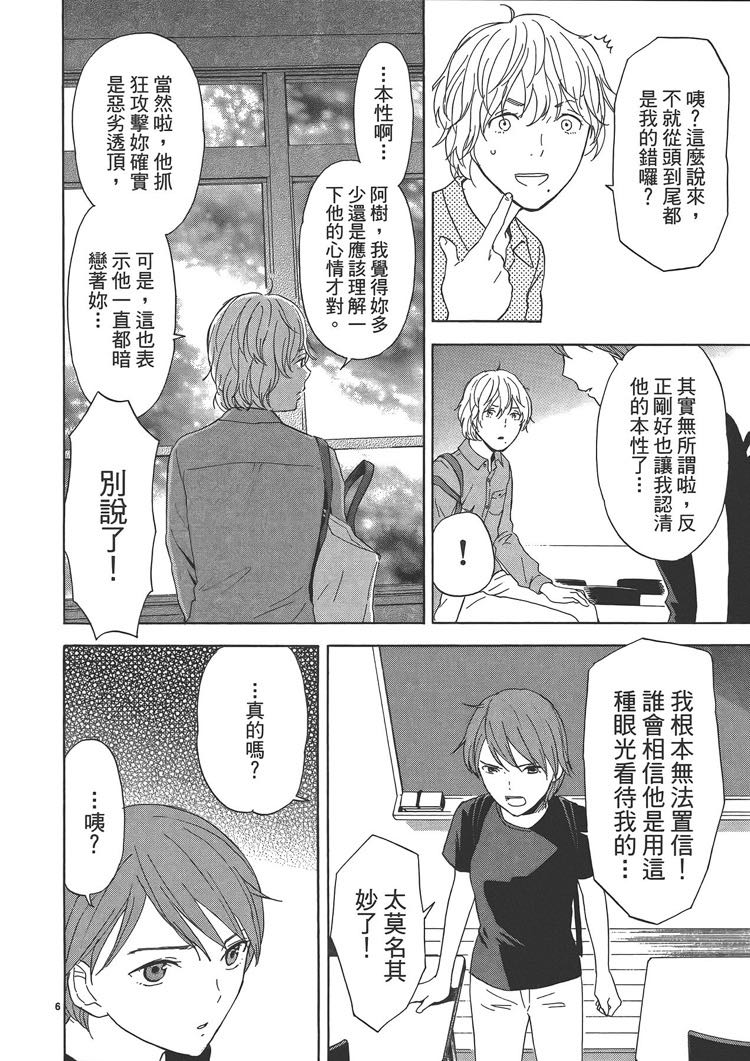 咦？這麼說來，
不就從頭到尾都
是我的錯囉？
其實無所謂啦，反
正剛好也讓我認清
他的本性了…
！
…本性啊…
阿樹，我覺得妳多
少還是應該理解一
下他的心情才對。
當然啦，他抓
狂攻擊妳確實
是惡劣透頂，
可是，這也表
示他一直都暗
戀著妳…
別說了！
我根本無法置信！
誰會相信他是用這
種眼光看待我的…
太莫名其
妙了！
…真的嗎？
…咦？
6